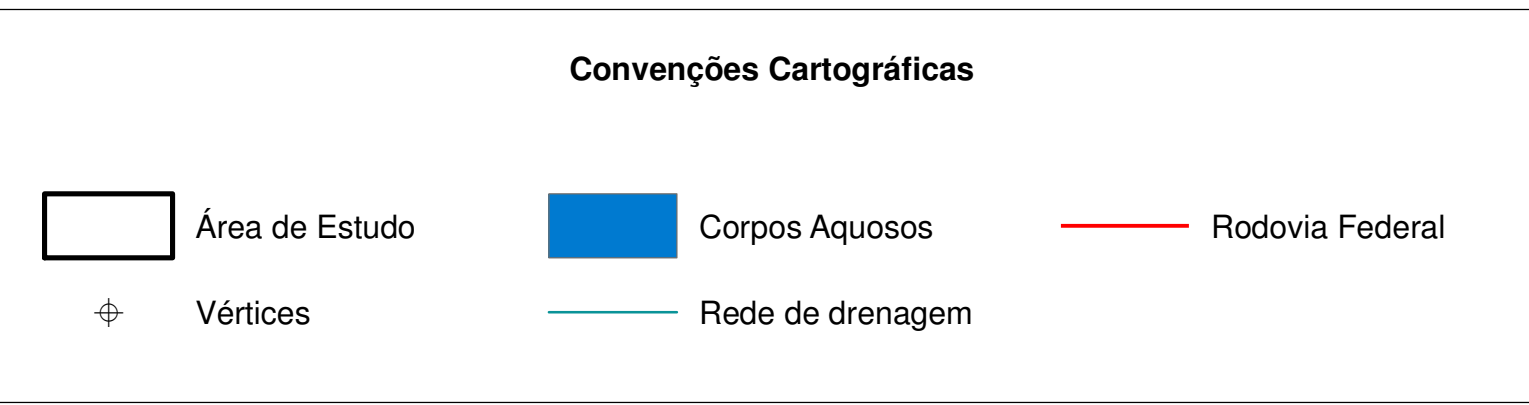 Convenções Cartográficas
Área de Estudo
Corpos Aquosos
Rodovia Federal
Vértices
Rede de drenagem